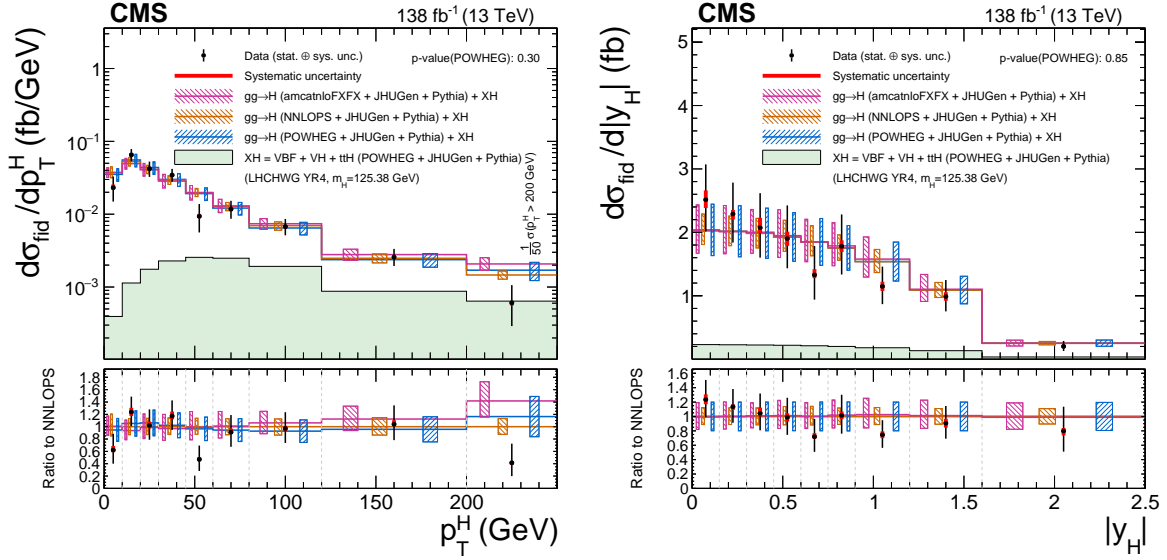 CMS 138 fb⁻¹ (13 TeV)
dσ_fid/dp_T^H (fb/GeV)
1
10⁻¹
10⁻²
10⁻³
Data (stat. ⊕ sys. unc.) p-value(POWHEG): 0.30
Systematic uncertainty
gg→H (amcatnloFXFX + JHUGen + Pythia) + XH
gg→H (NNLOPS + JHUGen + Pythia) + XH
gg→H (POWHEG + JHUGen + Pythia) + XH
XH = VBF + VH + ttH (POWHEG + JHUGen + Pythia)
(LHCHWG YR4, m_H=125.38 GeV)
1/50 σ(p_T^H > 200 GeV)
Ratio to NNLOPS
1.8
1.6
1.4
1.2
1
0.8
0.6
0.4
0.2
0
0 50 100 150 200 250
p_T^H (GeV)
CMS 138 fb⁻¹ (13 TeV)
dσ_fid/d|y_H| (fb)
5
4
3
2
1
Data (stat. ⊕ sys. unc.) p-value(POWHEG): 0.85
Systematic uncertainty
gg→H (amcatnloFXFX + JHUGen + Pythia) + XH
gg→H (NNLOPS + JHUGen + Pythia) + XH
gg→H (POWHEG + JHUGen + Pythia) + XH
XH = VBF + VH + ttH (POWHEG + JHUGen + Pythia)
(LHCHWG YR4, m_H=125.38 GeV)
Ratio to NNLOPS
1.6
1.4
1.2
1
0.8
0.6
0.4
0.2
0
0 0.5 1 1.5 2 2.5
|y_H|